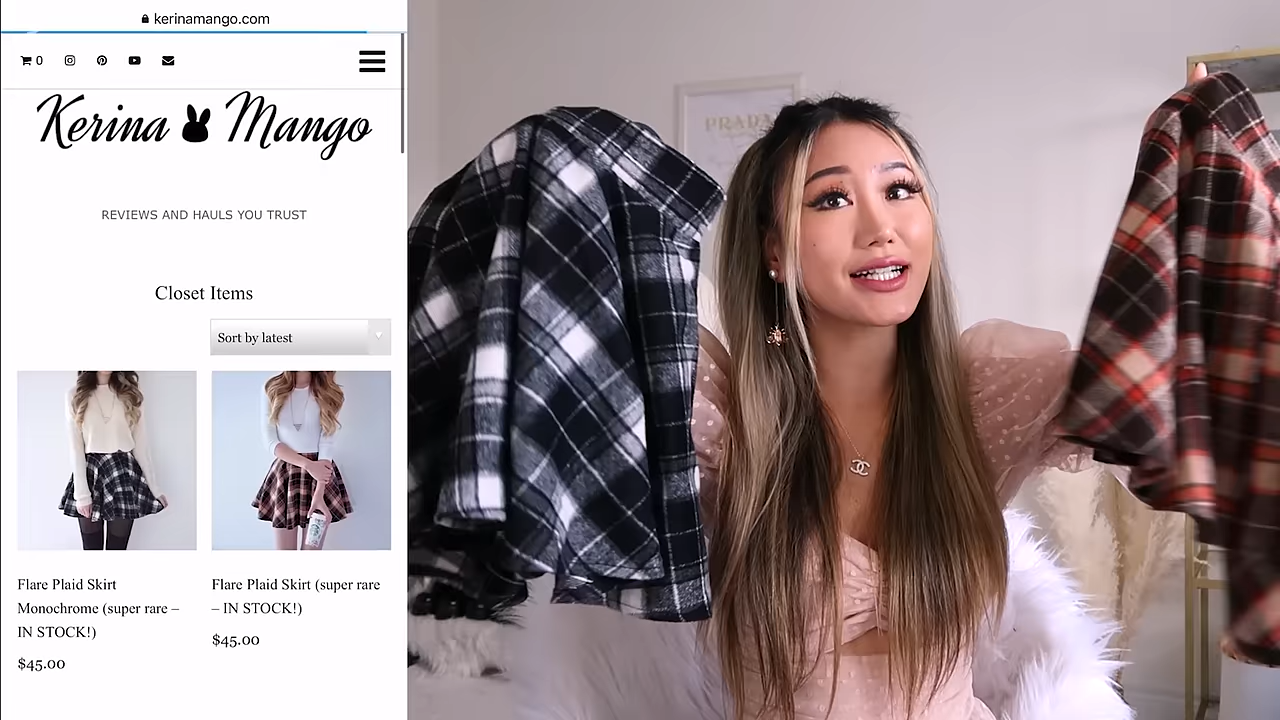 kerinamango.com
0
Kerina Mango
REVIEWS AND HAULS YOU TRUST
Closet Items
Sort by latest
Flare Plaid Skirt
Monochrome (super rare –
IN STOCK!)
$45.00
Flare Plaid Skirt (super rare
– IN STOCK!)
$45.00
PRADA